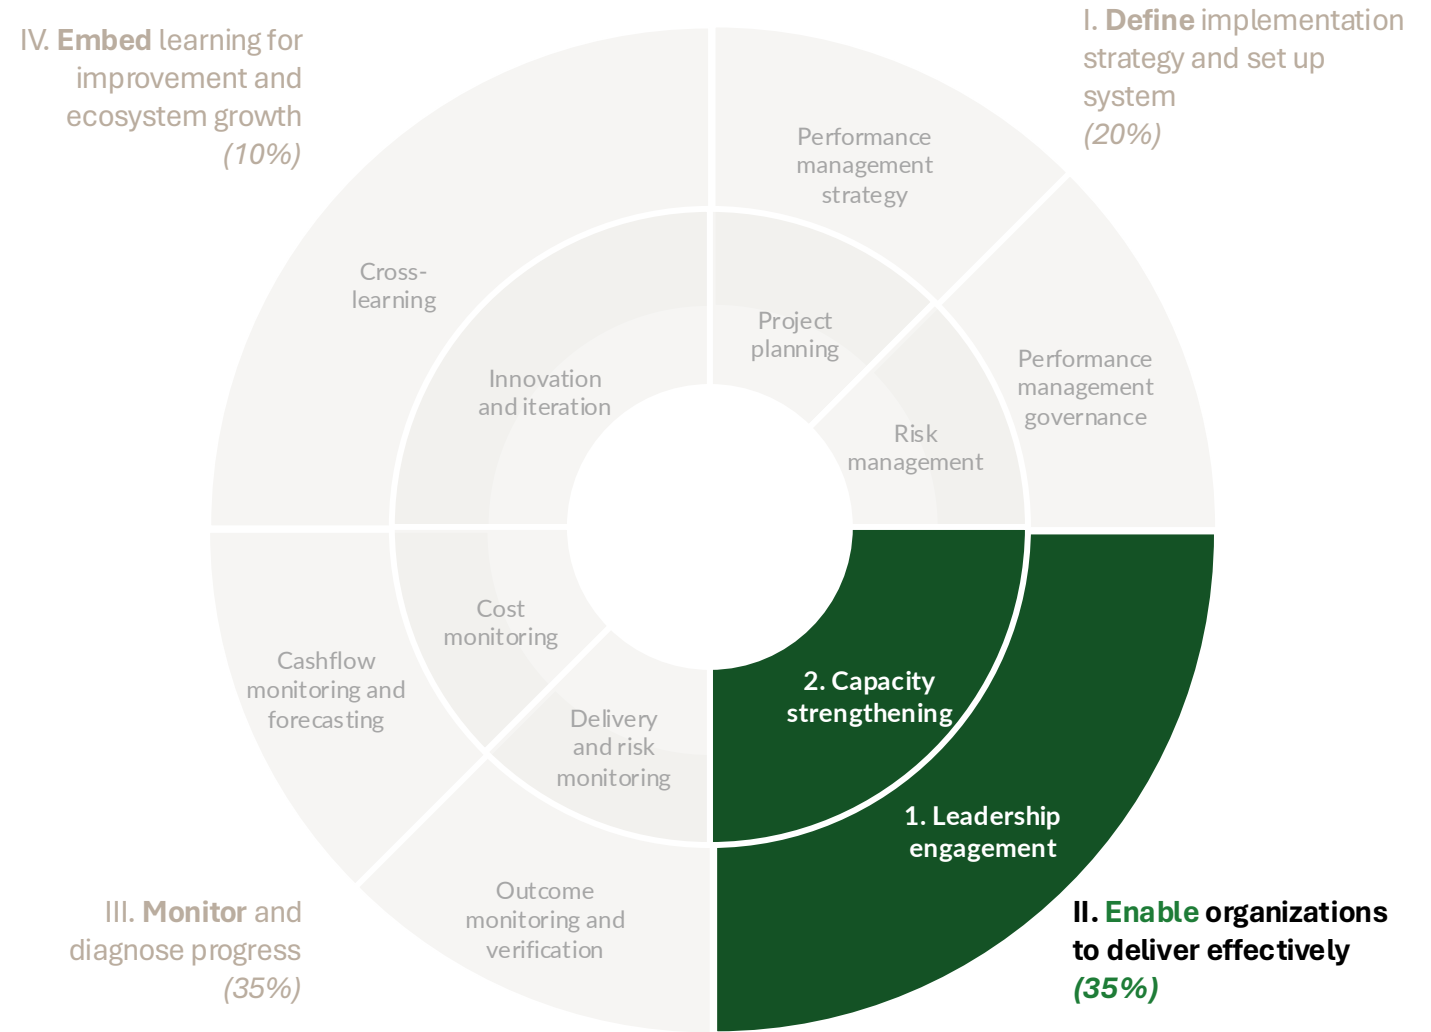 IV. Embed learning for
improvement and
ecosystem growth
(10%)
I. Define implementation
strategy and set up
system
(20%)
Performance
management
strategy
Performance
management
governance
Project
planning
Risk
management
Cross-
learning
Innovation
and iteration
Cost
monitoring
Cashflow
monitoring and
forecasting
Delivery
and risk
monitoring
Outcome
monitoring and
verification
2. Capacity
strengthening
1. Leadership
engagement
III. Monitor and
diagnose progress
(35%)
II. Enable organizations
to deliver effectively
(35%)